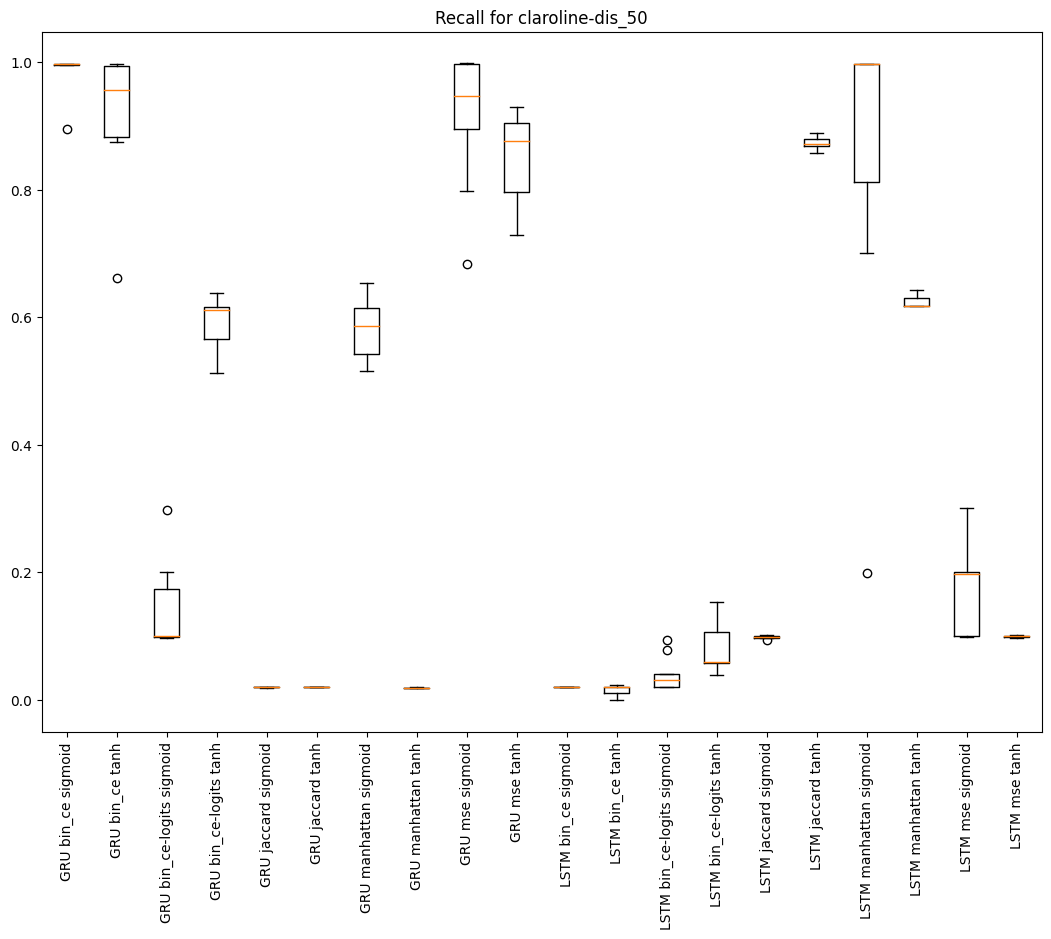 Recall for claroline-dis_50
1.0
0.8
0.6
0.4
0.2
0.0
GRU bin_ce sigmoid
GRU bin_ce tanh
GRU bin_ce-logits sigmoid
GRU bin_ce-logits tanh
GRU jaccard sigmoid
GRU jaccard tanh
GRU manhattan sigmoid
GRU manhattan tanh
GRU mse sigmoid
GRU mse tanh
LSTM bin_ce sigmoid
LSTM bin_ce tanh
LSTM bin_ce-logits sigmoid
LSTM bin_ce-logits tanh
LSTM jaccard sigmoid
LSTM jaccard tanh
LSTM manhattan sigmoid
LSTM manhattan tanh
LSTM mse sigmoid
LSTM mse tanh